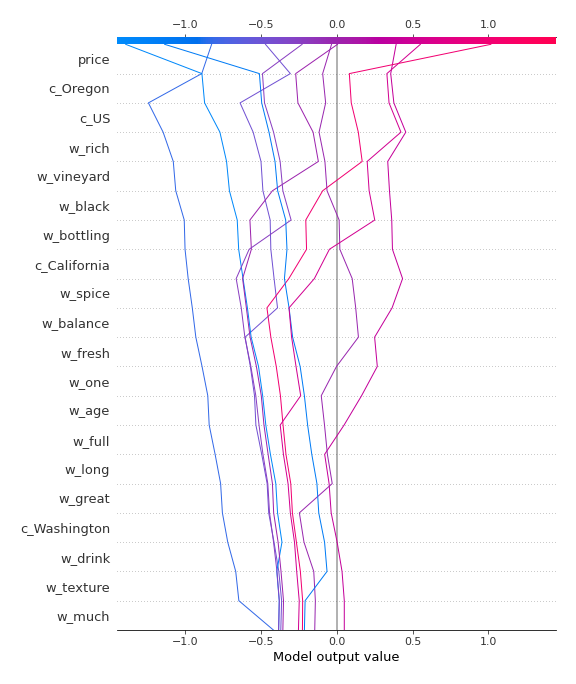 −1.0 −0.5 0.0 0.5 1.0
price
c_Oregon
c_US
w_rich
w_vineyard
w_black
w_bottling
c_California
w_spice
w_balance
w_fresh
w_one
w_age
w_full
w_long
w_great
c_Washington
w_drink
w_texture
w_much
−1.0 −0.5 0.0 0.5 1.0
Model output value